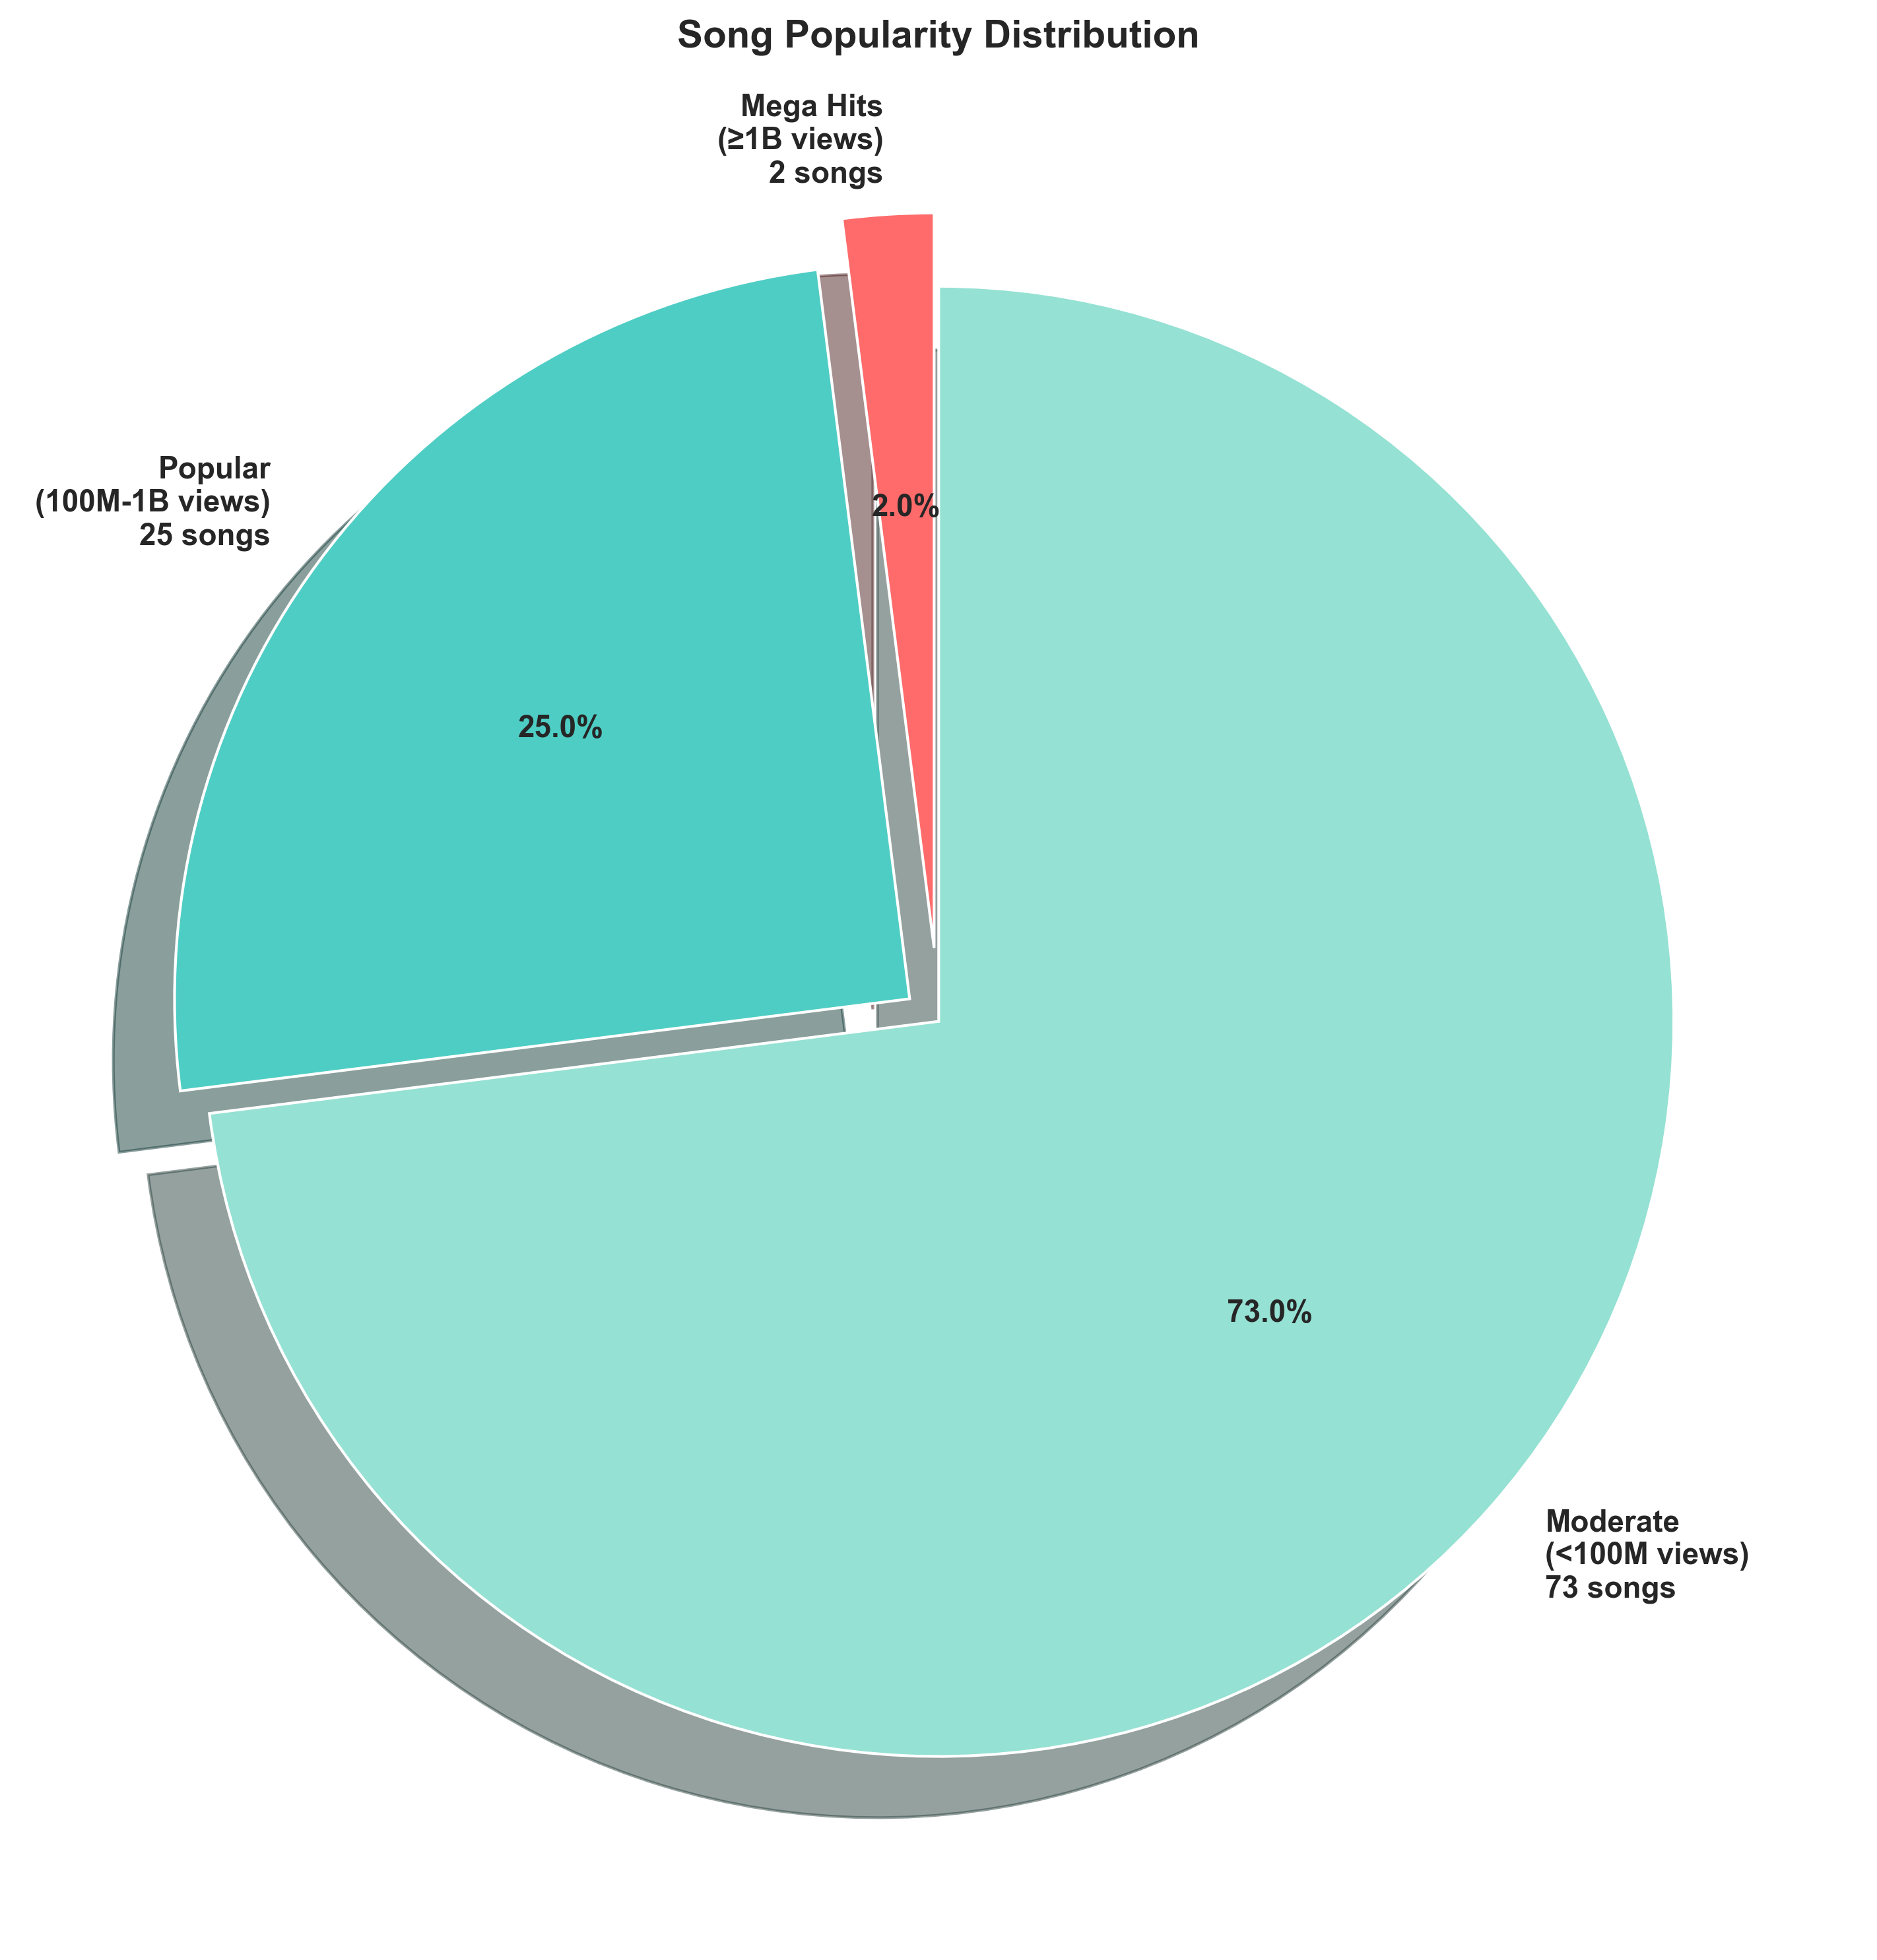 Song Popularity Distribution
Mega Hits
(≥1B views)
2 songs
2.0%
Popular
(100M-1B views)
25 songs
25.0%
73.0%
Moderate
(<100M views)
73 songs